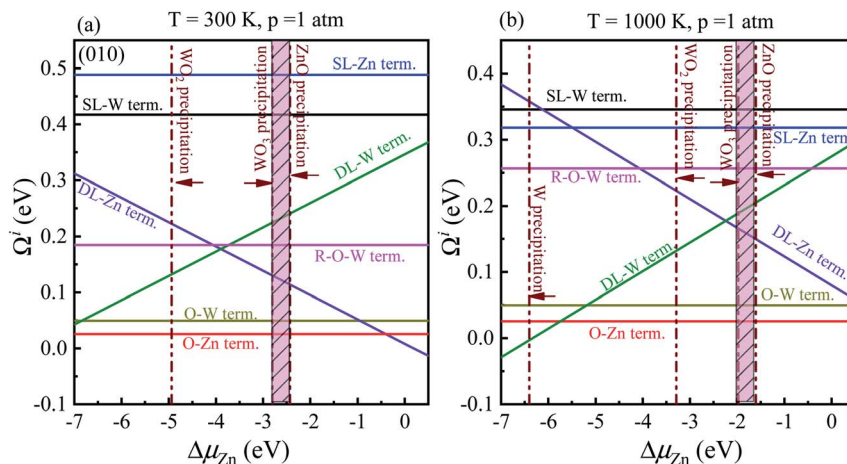 (a)
T = 300 K, p =1 atm
(010)
SL-Zn term.
SL-W term.
WO₂ precipitation
WO₃ precipitation
ZnO precipitation
DL-W term.
DL-Zn term.
R-O-W term.
O-W term.
O-Zn term.
0.5
0.4
0.3
0.2
0.1
0.0
-0.1
Ωⁱ (eV)
-7 -6 -5 -4 -3 -2 -1 0
Δμ_Zn (eV)
(b)
T = 1000 K, p =1 atm
SL-W term.
SL-Zn term.
WO₂ precipitation
WO₃ precipitation
ZnO precipitation
R-O-W term.
W precipitation
DL-W term.
DL-Zn term.
O-W term.
O-Zn term.
0.4
0.3
0.2
0.1
0.0
-0.1
Ωⁱ (eV)
-7 -6 -5 -4 -3 -2 -1 0
Δμ_Zn (eV)